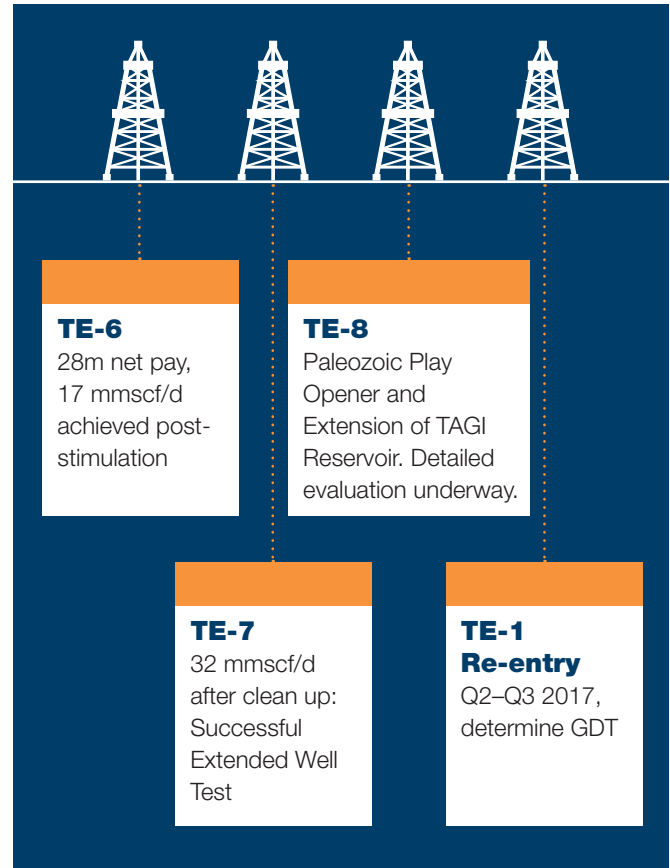 TE-6
28m net pay,
17 mmscf/d
achieved post-
stimulation
TE-8
Paleozoic Play
Opener and
Extension of TAGI
Reservoir. Detailed
evaluation underway.
TE-7
32 mmscf/d
after clean up:
Successful
Extended Well
Test
TE-1
Re-entry
Q2–Q3 2017,
determine GDT